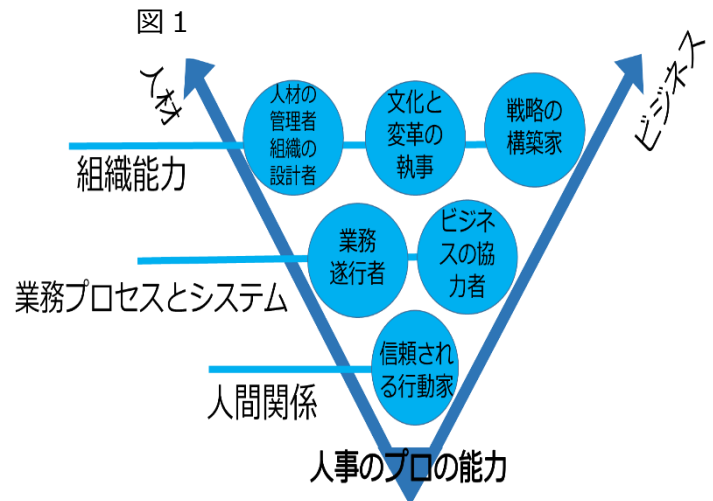 図１
人材
ビジネス
人材の
管理者
組織の
設計者
文化と
変革の
執事
戦略の
構築家
組織能力
業務
遂行者
ビジネ
スの協
力者
業務プロセスとシステム
信頼され
る行動家
人間関係
人事のプロの能力